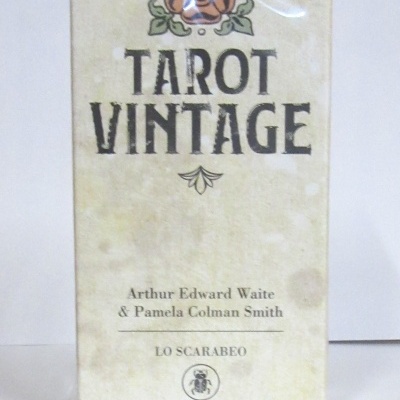 TAROT
VINTAGE
Arthur Edward Waite
& Pamela Colman Smith
LO SCARABEO